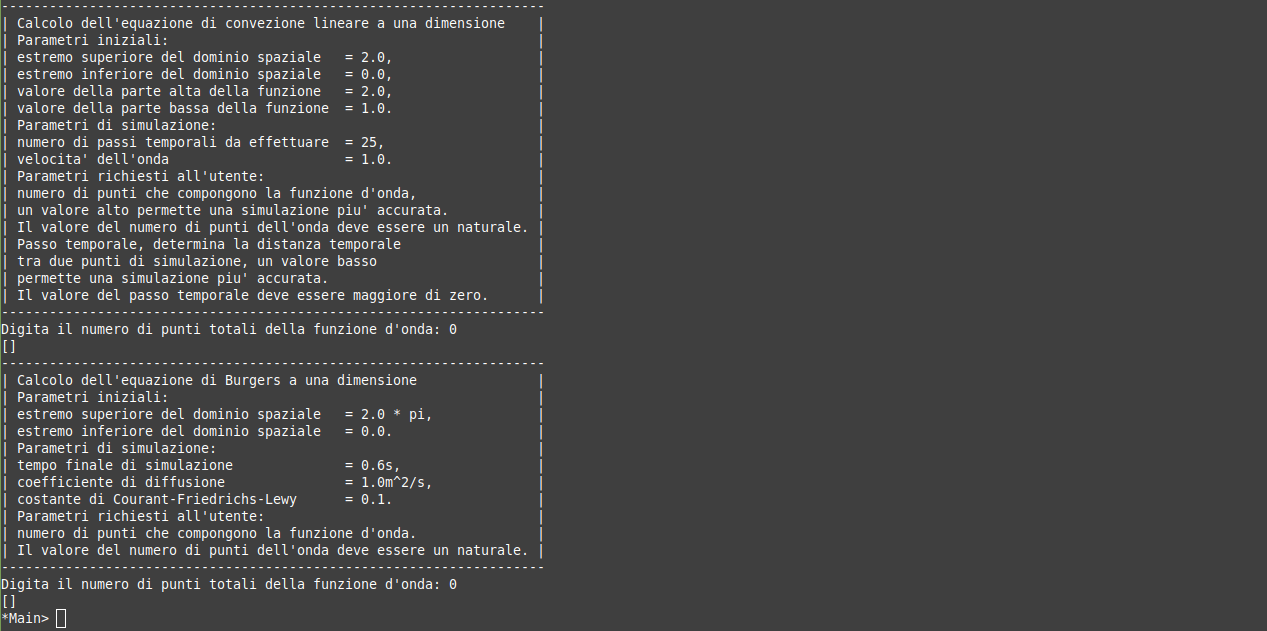 --------------------------------------------------------------------
| Calcolo dell'equazione di convezione lineare a una dimensione    |
| Parametri iniziali:                                              |
| estremo superiore del dominio spaziale   = 2.0,                  |
| estremo inferiore del dominio spaziale   = 0.0,                  |
| valore della parte alta della funzione   = 2.0,                  |
| valore della parte bassa della funzione  = 1.0.                  |
| Parametri di simulazione:                                        |
| numero di passi temporali da effettuare  = 25,                   |
| velocita' dell'onda                      = 1.0.                  |
| Parametri richiesti all'utente:                                  |
| numero di punti che compongono la funzione d'onda,               |
| un valore alto permette una simulazione piu' accurata.           |
| Il valore del numero di punti dell'onda deve essere un naturale. |
| Passo temporale, determina la distanza temporale                 |
| tra due punti di simulazione, un valore basso                    |
| permette una simulazione piu' accurata.                          |
| Il valore del passo temporale deve essere maggiore di zero.      |
--------------------------------------------------------------------
Digita il numero di punti totali della funzione d'onda: 0
[]
--------------------------------------------------------------------
| Calcolo dell'equazione di Burgers a una dimensione               |
| Parametri iniziali:                                              |
| estremo superiore del dominio spaziale   = 2.0 * pi,             |
| estremo inferiore del dominio spaziale   = 0.0.                  |
| Parametri di simulazione:                                        |
| tempo finale di simulazione              = 0.6s,                 |
| coefficiente di diffusione               = 1.0m^2/s,             |
| costante di Courant-Friedrichs-Lewy      = 0.1.                  |
| Parametri richiesti all'utente:                                  |
| numero di punti che compongono la funzione d'onda.               |
| Il valore del numero di punti dell'onda deve essere un naturale. |
--------------------------------------------------------------------
Digita il numero di punti totali della funzione d'onda: 0
[]
*Main>